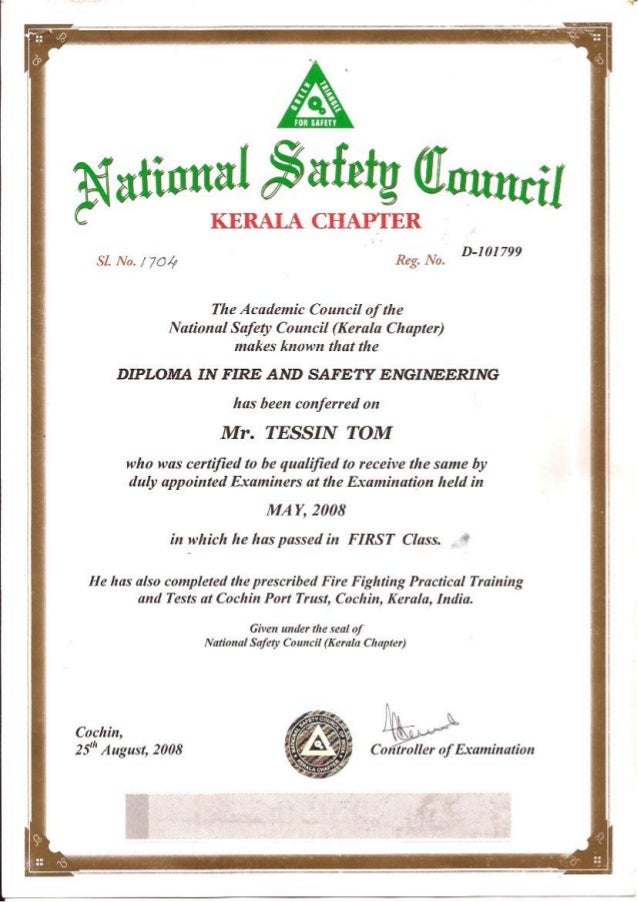 GREEN TRIANGLE
FOR SAFETY
National Safety Council
KERALA CHAPTER
Sl. No. 1704
Reg. No. D-101799
The Academic Council of the
National Safety Council (Kerala Chapter)
makes known that the
DIPLOMA IN FIRE AND SAFETY ENGINEERING
has been conferred on
Mr. TESSIN TOM
who was certified to be qualified to receive the same by
duly appointed Examiners at the Examination held in
MAY, 2008
in which he has passed in FIRST Class.
He has also completed the prescribed Fire Fighting Practical Training
and Tests at Cochin Port Trust, Cochin, Kerala, India.
Given under the seal of
National Safety Council (Kerala Chapter)
Cochin,
25th August, 2008
KERALA CHAPTER
Controller of Examination